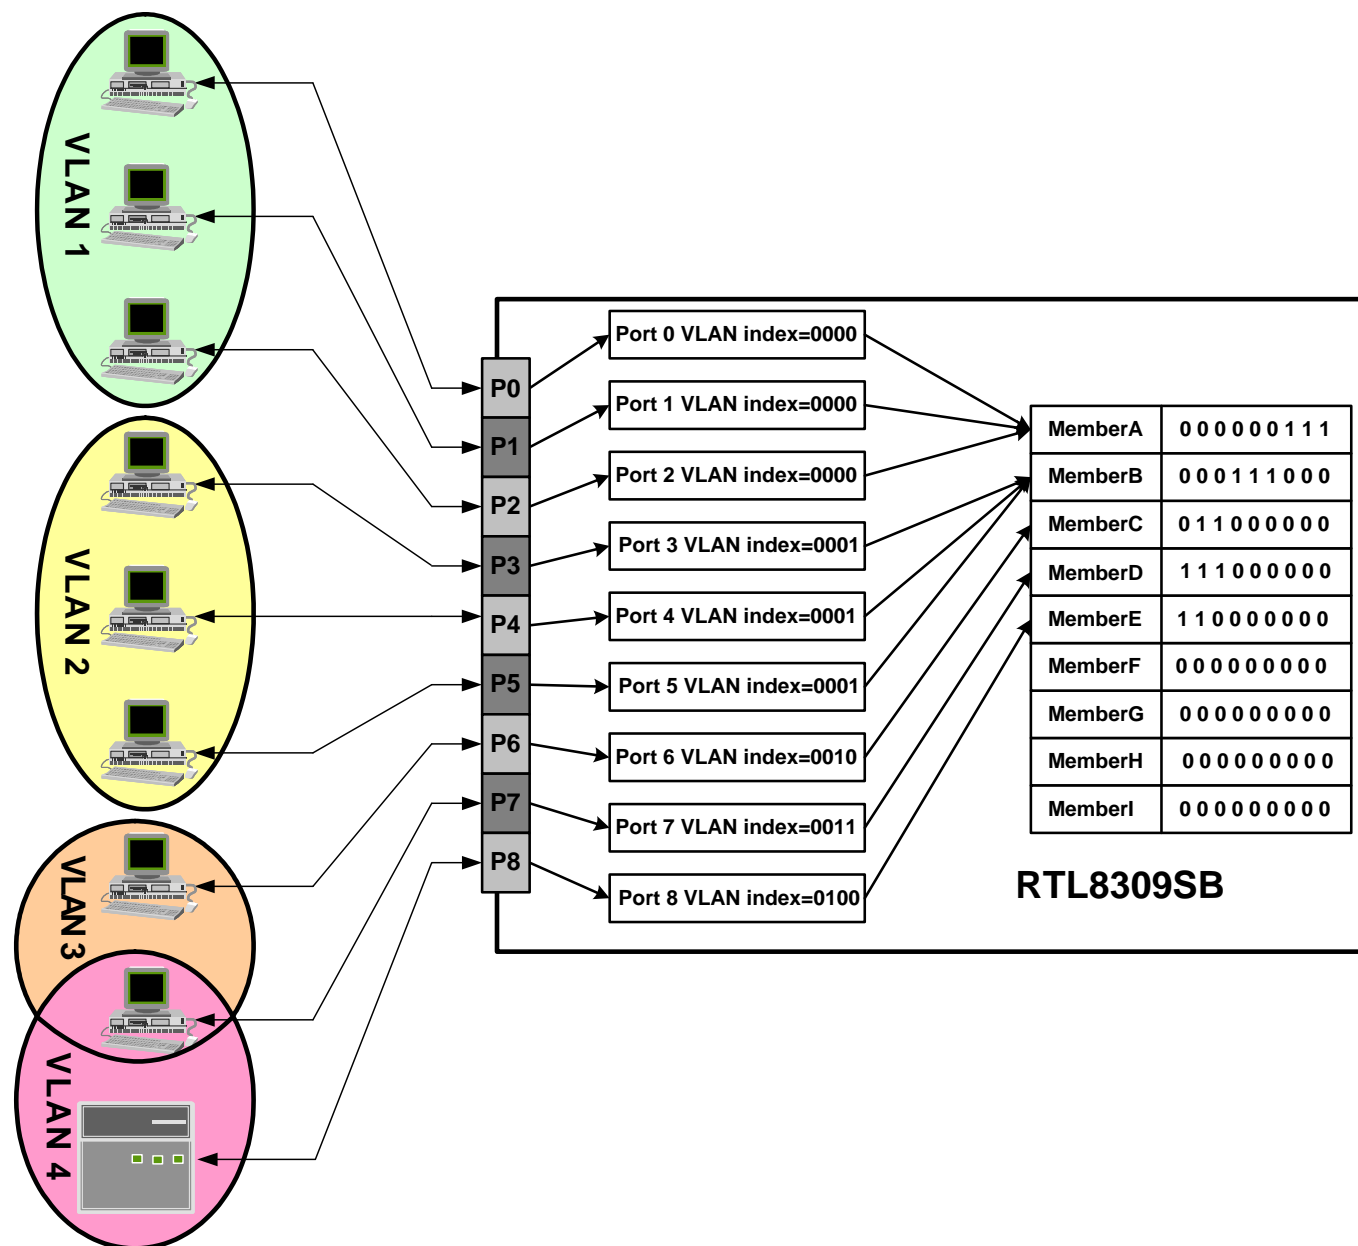 VLAN 1
VLAN 2
VLAN 3
VLAN 4
P0
P1
P2
P3
P4
P5
P6
P7
P8
Port 0 VLAN index=0000
Port 1 VLAN index=0000
Port 2 VLAN index=0000
Port 3 VLAN index=0001
Port 4 VLAN index=0001
Port 5 VLAN index=0001
Port 6 VLAN index=0010
Port 7 VLAN index=0011
Port 8 VLAN index=0100
MemberA 0 0 0 0 0 0 1 1 1
MemberB 0 0 0 1 1 1 0 0 0
MemberC 0 1 1 0 0 0 0 0 0
MemberD 1 1 1 0 0 0 0 0 0
MemberE 1 1 0 0 0 0 0 0 0
MemberF 0 0 0 0 0 0 0 0 0
MemberG 0 0 0 0 0 0 0 0 0
MemberH 0 0 0 0 0 0 0 0 0
MemberI 0 0 0 0 0 0 0 0 0
RTL8309SB